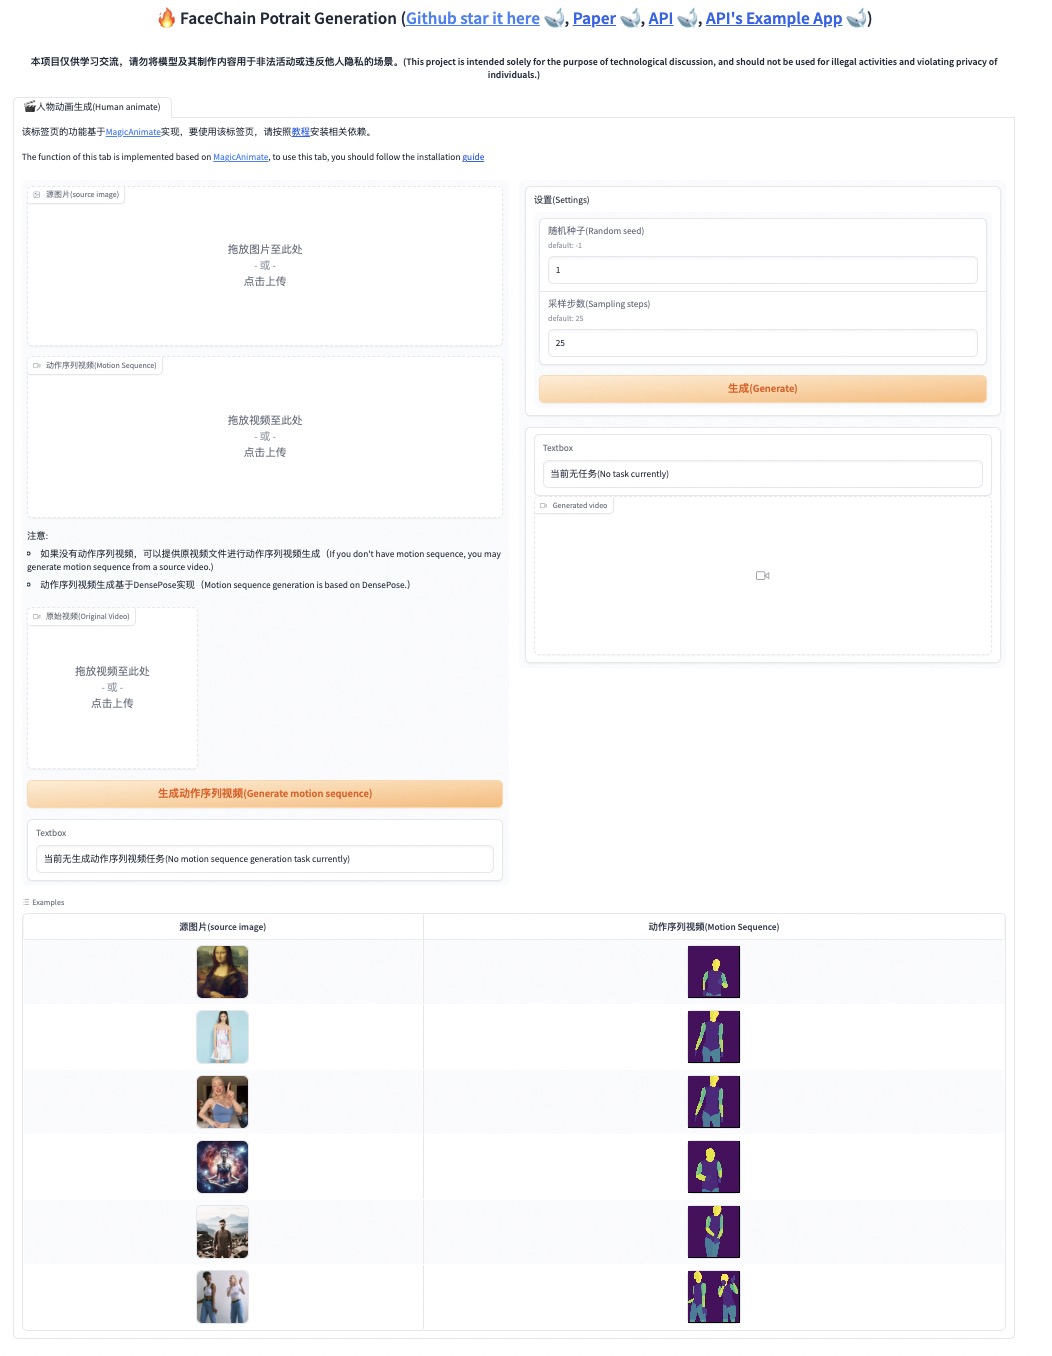 🔥 FaceChain Potrait Generation (Github star it here 🐋, Paper 🐋, API 🐋, API's Example App 🐋)
本项目仅供学习交流，请勿将模型及其制作内容用于非法活动或违反他人隐私的场景。(This project is intended solely for the purpose of technological discussion, and should not be used for illegal activities and violating privacy of
individuals.)
🎬人物动画生成(Human animate)
该标签页的功能基于MagicAnimate实现，要使用该标签页，请按照教程安装相关依赖。
The function of this tab is implemented based on MagicAnimate, to use this tab, you should follow the installation guide
源图片(source image)
拖放图片至此处
- 或 -
点击上传
动作序列视频(Motion Sequence)
拖放视频至此处
- 或 -
点击上传
注意:
如果没有动作序列视频，可以提供原视频文件进行动作序列视频生成（If you don't have motion sequence, you may
generate motion sequence from a source video.)
动作序列视频生成基于DensePose实现（Motion sequence generation is based on DensePose.）
原始视频(Original Video)
拖放视频至此处
- 或 -
点击上传
生成动作序列视频(Generate motion sequence)
Textbox
当前无生成动作序列视频任务(No motion sequence generation task currently)
设置(Settings)
随机种子(Random seed)
default: -1
1
采样步数(Sampling steps)
default: 25
25
生成(Generate)
Textbox
当前无任务(No task currently)
Generated video
Examples
源图片(source image)
动作序列视频(Motion Sequence)